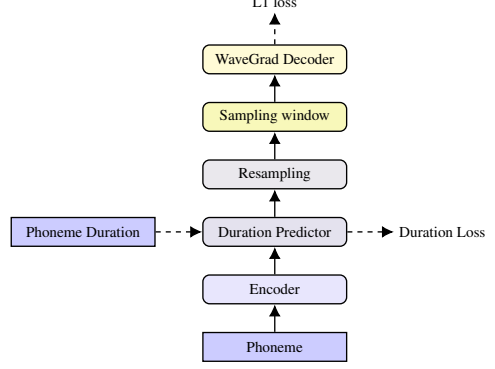 L1 loss
WaveGrad Decoder
Sampling window
Resampling
Phoneme Duration
Duration Predictor
Duration Loss
Encoder
Phoneme